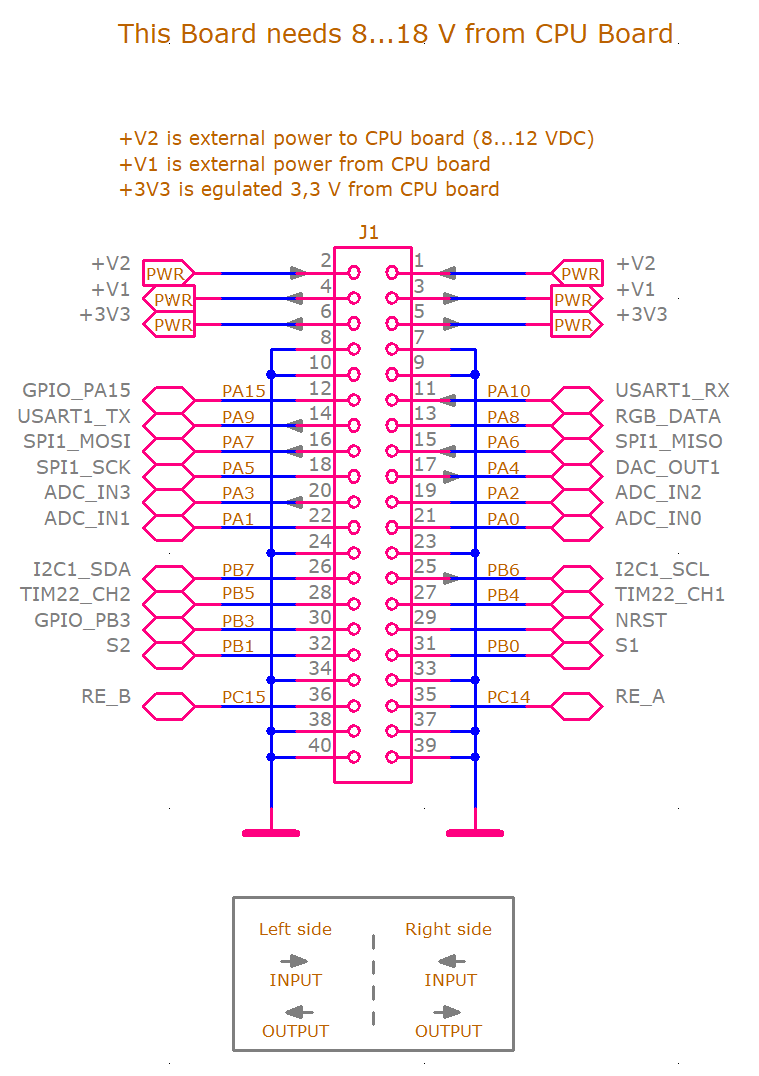 This Board needs 8...18 V from CPU Board
+V2 is external power to CPU board (8...12 VDC)
+V1 is external power from CPU board
+3V3 is egulated 3,3 V from CPU board
J1
+V2 PWR 2 1 PWR +V2
+V1 PWR 4 3 PWR +V1
+3V3 PWR 6 5 PWR +3V3
8 7
10 9
GPIO_PA15 PA15 12 11 PA10 USART1_RX
USART1_TX PA9 14 13 PA8 RGB_DATA
SPI1_MOSI PA7 16 15 PA6 SPI1_MISO
SPI1_SCK PA5 18 17 PA4 DAC_OUT1
ADC_IN3 PA3 20 19 PA2 ADC_IN2
ADC_IN1 PA1 22 21 PA0 ADC_IN0
24 23
I2C1_SDA PB7 26 25 PB6 I2C1_SCL
TIM22_CH2 PB5 28 27 PB4 TIM22_CH1
GPIO_PB3 PB3 30 29 NRST
S2 PB1 32 31 PB0 S1
34 33
RE_B PC15 36 35 PC14 RE_A
38 37
40 39
Left side Right side
INPUT INPUT
OUTPUT OUTPUT